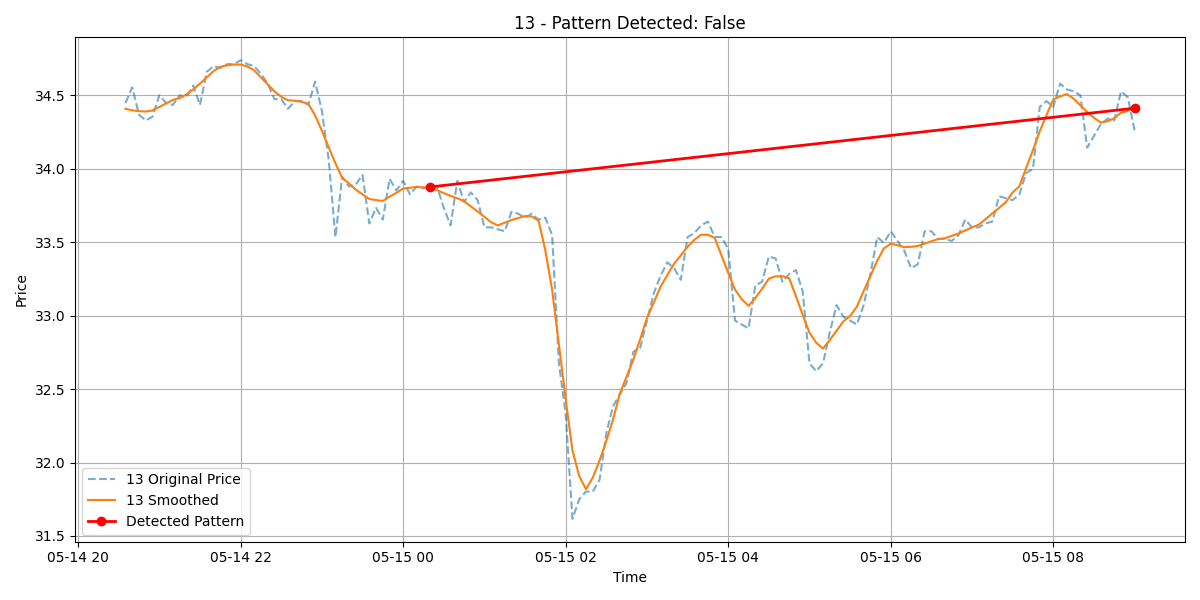 13 - Pattern Detected: False
Price
34.5
34.0
33.5
33.0
32.5
32.0
31.5
13 Original Price
13 Smoothed
Detected Pattern
05-14 20 05-14 22 05-15 00 05-15 02 05-15 04 05-15 06 05-15 08
Time